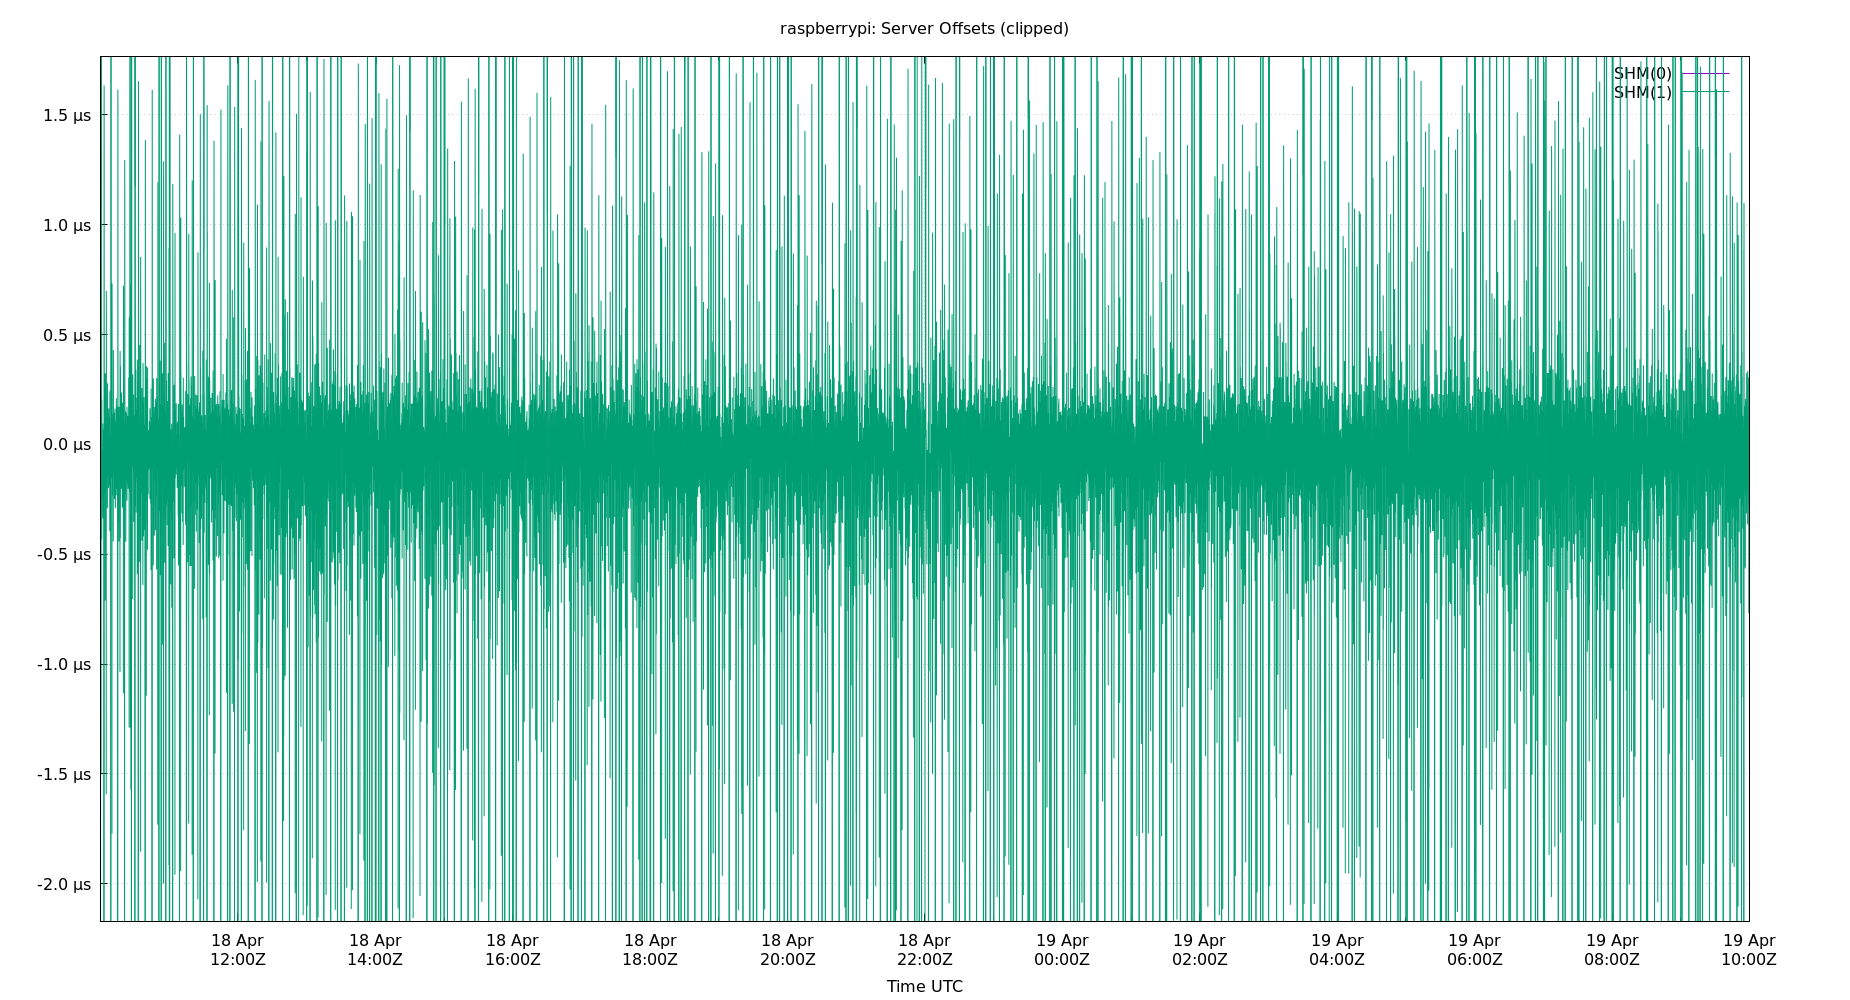 raspberrypi: Server Offsets (clipped)
SHM(0)
SHM(1)
1.5 µs
1.0 µs
0.5 µs
0.0 µs
-0.5 µs
-1.0 µs
-1.5 µs
-2.0 µs
18 Apr 18 Apr 18 Apr 18 Apr 18 Apr 18 Apr 19 Apr 19 Apr 19 Apr 19 Apr 19 Apr 19 Apr
12:00Z 14:00Z 16:00Z 18:00Z 20:00Z 22:00Z 00:00Z 02:00Z 04:00Z 06:00Z 08:00Z 10:00Z
Time UTC